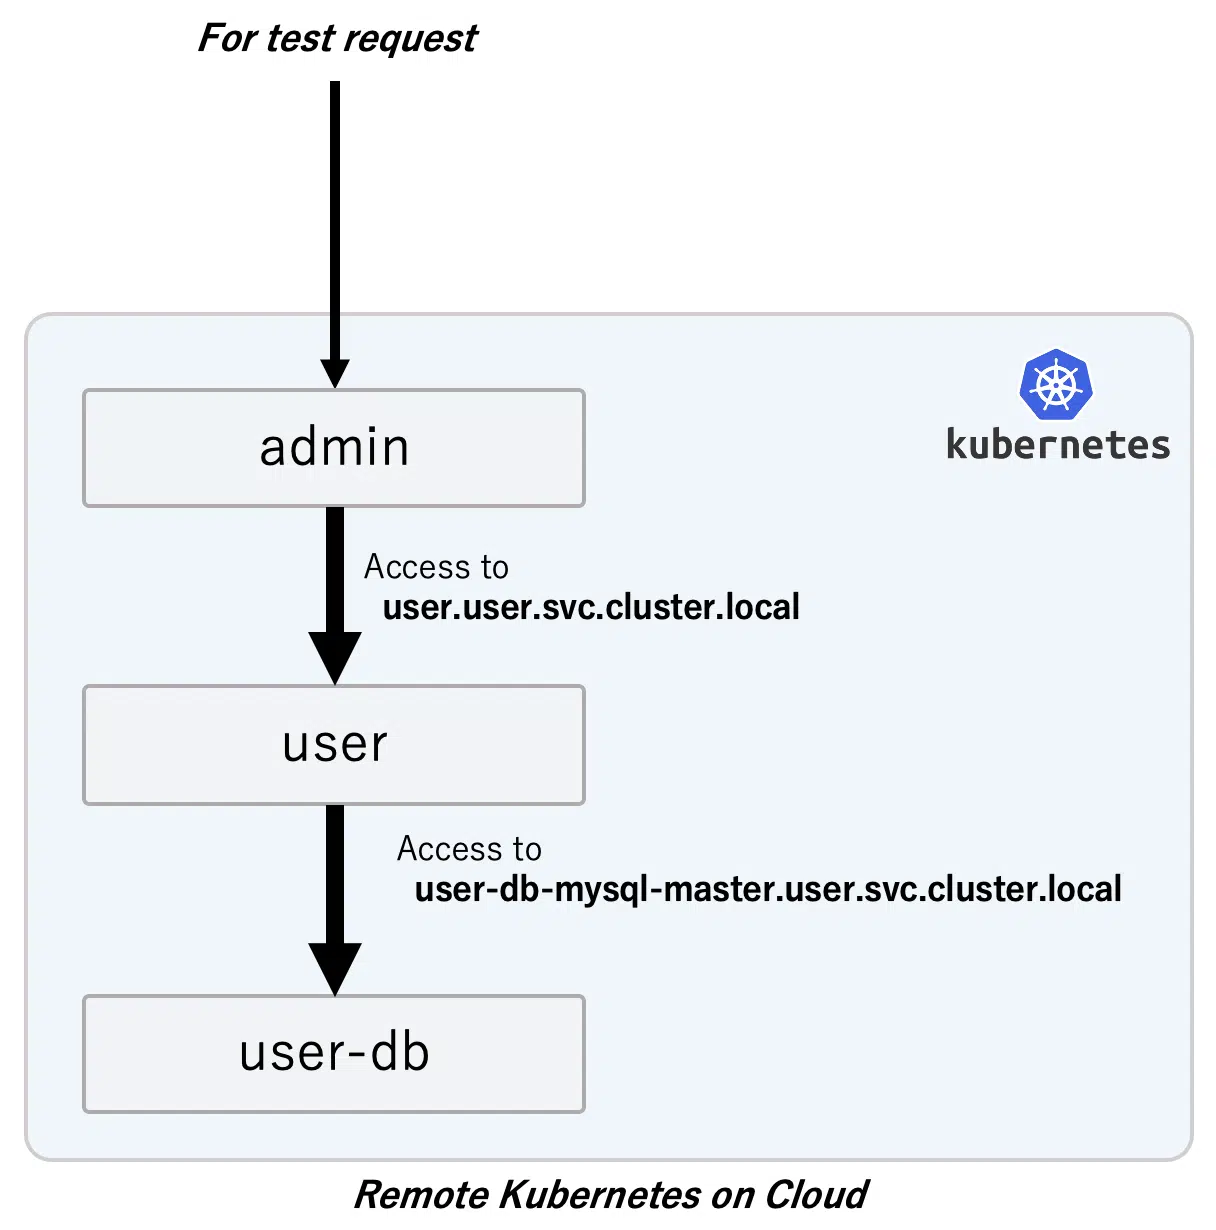 For test request
kubernetes
admin
Access to
user.user.svc.cluster.local
user
Access to
user-db-mysql-master.user.svc.cluster.local
user-db
Remote Kubernetes on Cloud